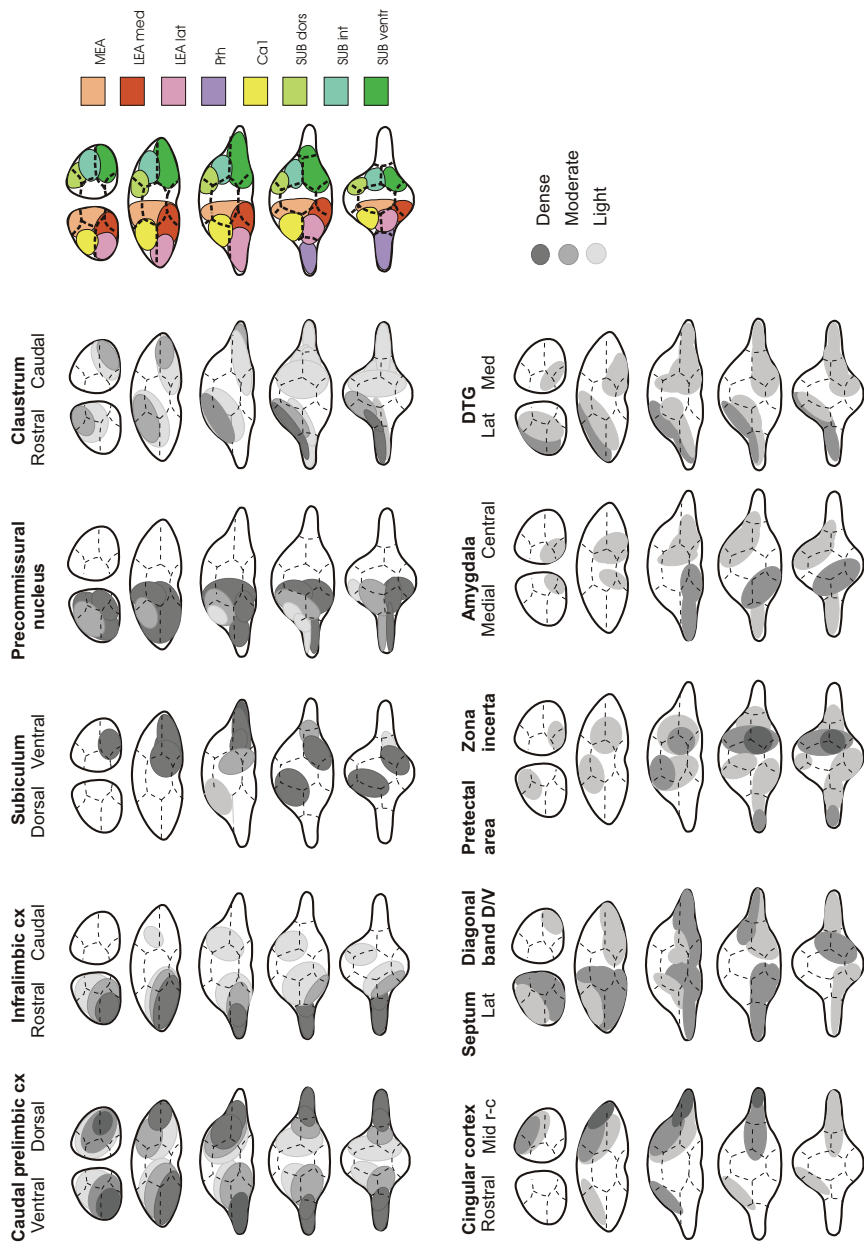 Caudal prelimbic cx
Ventral Dorsal
Infralimbic cx
Rostral Caudal
Subiculum
Dorsal Ventral
Precommissural
nucleus
Claustrum
Rostral Caudal
MEA
LEA med
LEA lat
Prh
Ca1
SUB dors
SUB int
SUB ventr
Cingular cortex
Rostral Mid r-c
Septum
Lat
Diagonal
band D/V
Pretectal
area
Zona
incerta
Amygdala
Medial Central
DTG
Lat Med
Dense
Moderate
Light